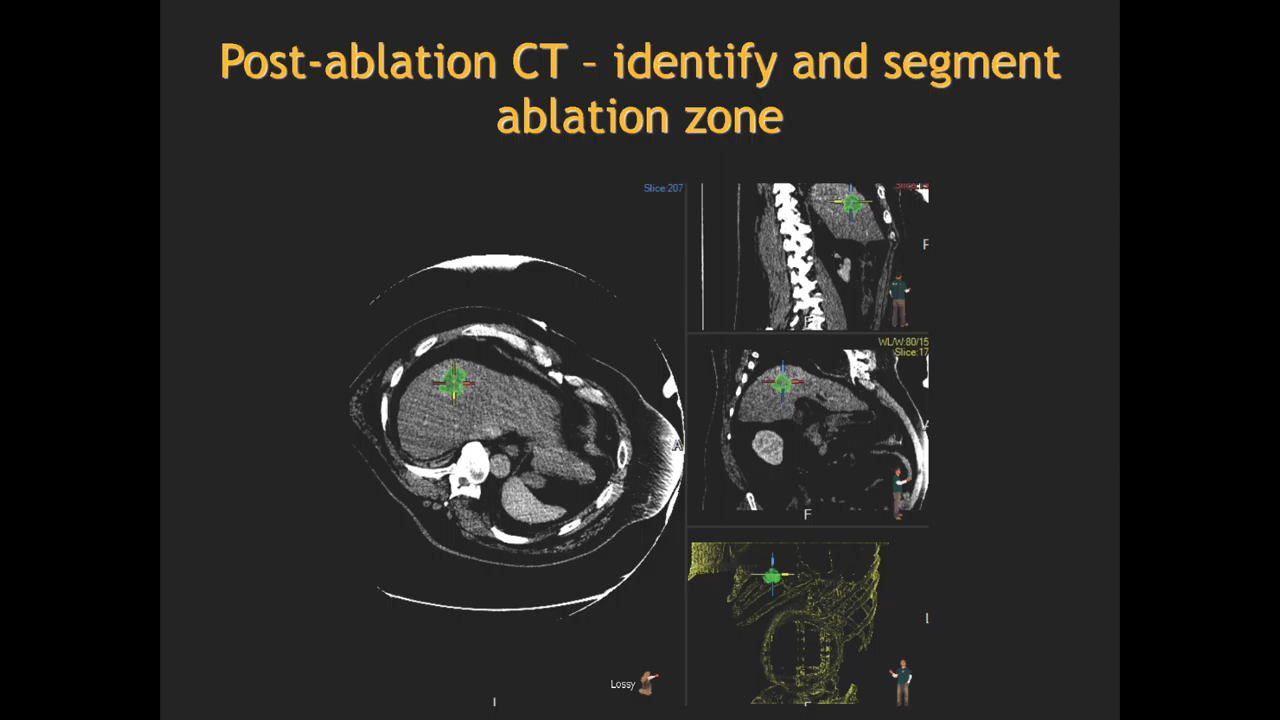 Post-ablation CT – identify and segment
ablation zone
Slice:207
F
F
WL/W:80/15
Slice:17
A
A
F
Lossy